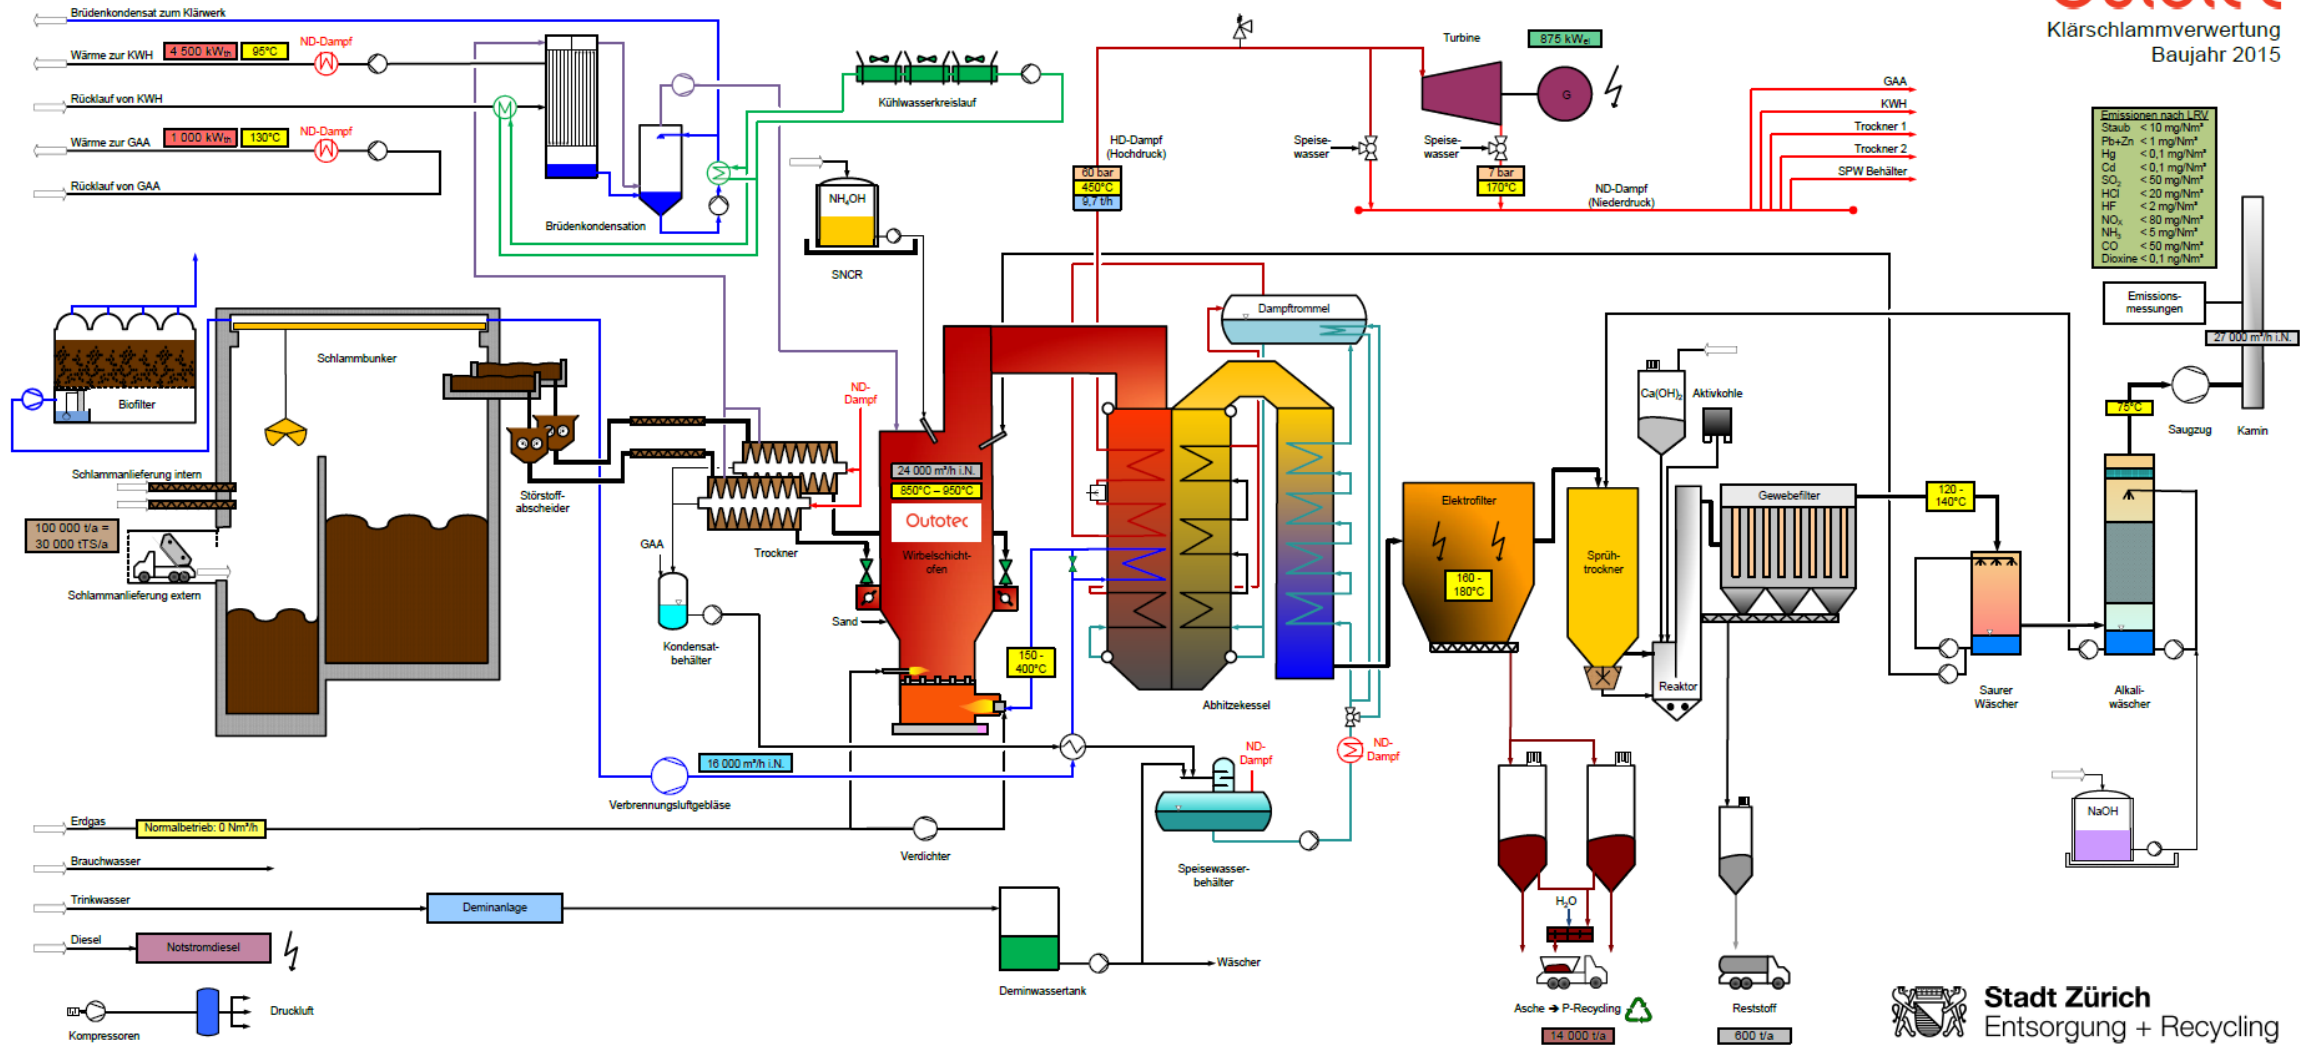 Brüdenkondensat zum Klärwerk
Wärme zur KWH
4 500 kWth
95°C
ND-Dampf
Rücklauf von KWH
Wärme zur GAA
1 000 kWth
130°C
ND-Dampf
Rücklauf von GAA
Brüdenkondensation
Kühlwasserkreislauf
NH4OH
SNCR
HD-Dampf
(Hochdruck)
60 bar
450°C
9,7 t/h
Turbine
875 kWel
G
Speise-
wasser
Speise-
wasser
7 bar
170°C
ND-Dampf
(Niederdruck)
GAA
KWH
Trockner 1
Trockner 2
SPW Behälter
Outotec
Klärschlammverwertung
Baujahr 2015
Emissionen nach LRV
Staub < 10 mg/Nm³
Pb+Zn < 1 mg/Nm³
Hg < 0,1 mg/Nm³
Cd < 0,1 mg/Nm³
SO2 < 50 mg/Nm³
HCl < 20 mg/Nm³
HF < 2 mg/Nm³
NOX < 80 mg/Nm³
NH3 < 5 mg/Nm³
CO < 50 mg/Nm³
Dioxine < 0,1 ng/Nm³
Emissions-
messungen
27 000 m³/h i.N.
Saugzug
Kamin
75°C
Biofilter
Schlammbunker
Schlammanlieferung intern
100 000 t/a =
30 000 tTS/a
Schlammanlieferung extern
Störstoff-
abscheider
ND-
Dampf
Trockner
GAA
Kondensat-
behälter
24 000 m³/h i.N.
850°C – 950°C
Outotec
Wirbelschicht-
ofen
Sand
150 -
400°C
Dampftrommel
Abhitzekessel
Elektrofilter
160 -
180°C
Sprüh-
trockner
Ca(OH)2
Aktivkohle
Reaktor
Gewebefilter
120 -
140°C
Saurer
Wäscher
Alkali-
wäscher
NaOH
16 000 m³/h i.N.
Verbrennungsluftgebläse
ND-
Dampf
ND-
Dampf
Speisewasser-
behälter
Erdgas
Normalbetrieb: 0 Nm³/h
Verdichter
Brauchwasser
Trinkwasser
Deminanlage
Diesel
Notstromdiesel
Kompressoren
Druckluft
Deminwassertank
Wäscher
H2O
Asche ➔ P-Recycling
14 000 t/a
Reststoff
600 t/a
Stadt Zürich
Entsorgung + Recycling